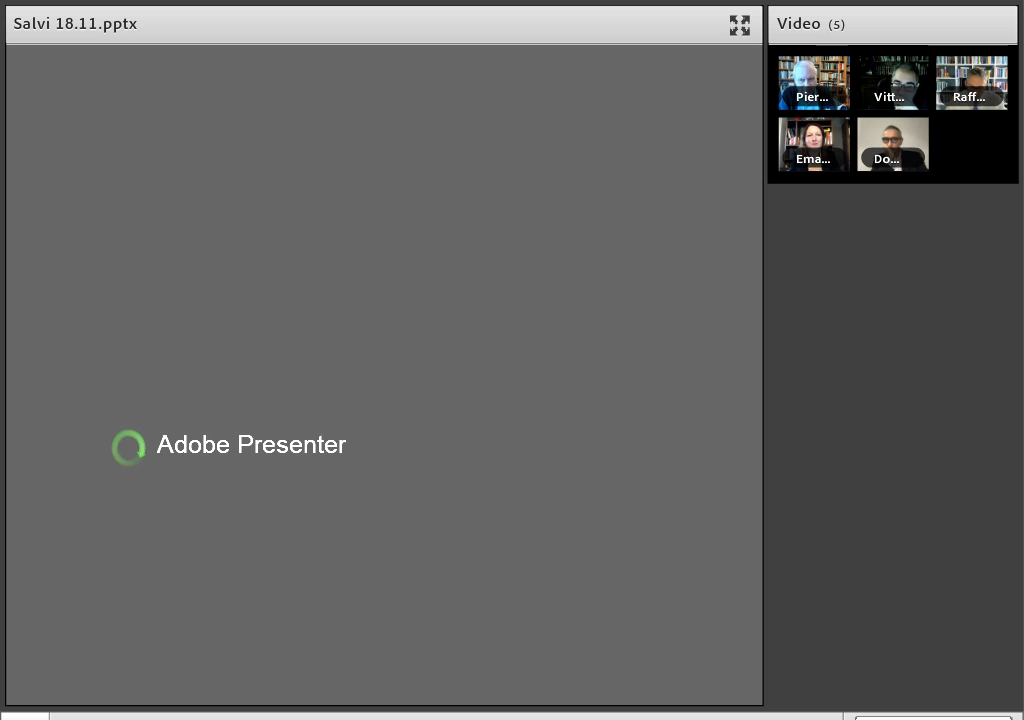 Salvi 18.11.pptx
Video (5)
Pier...
Vitt...
Raff...
Ema...
Do...
Adobe Presenter